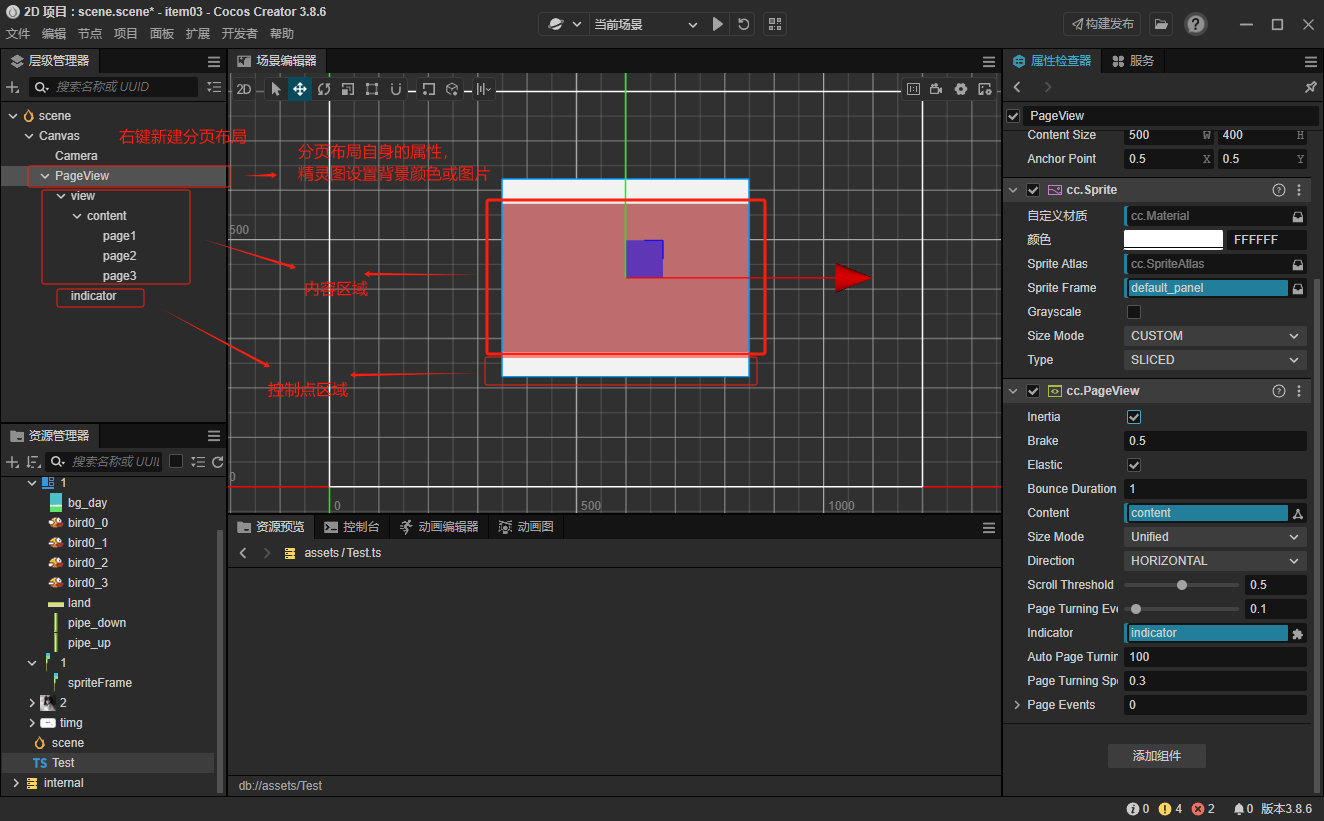 2D 项目 : scene.scene* - item03 - Cocos Creator 3.8.6
文件 编辑 节点 项目 面板 扩展 开发者 帮助
当前场景
构建发布
层级管理器
搜索名称或 UUID
scene
Canvas
Camera
PageView
view
content
page1
page2
page3
indicator
右键新建分页布局
分页布局自身的属性，
精灵图设置背景颜色或图片
内容区域
控制点区域
场景编辑器
2D
500
0
0
500
1000
资源管理器
搜索名称或 UUI
1
bg_day
bird0_0
bird0_1
bird0_2
bird0_3
land
pipe_down
pipe_up
1
spriteFrame
2
timg
scene
TS Test
internal
资源预览 控制台 动画编辑器 动画图
assets / Test.ts
db://assets/Test
属性检查器 服务
PageView
Content Size 500 W 400 H
Anchor Point 0.5 X 0.5 Y
cc.Sprite
自定义材质 cc.Material
颜色 FFFFFF
Sprite Atlas cc.SpriteAtlas
Sprite Frame default_panel
Grayscale
Size Mode CUSTOM
Type SLICED
cc.PageView
Inertia
Brake 0.5
Elastic
Bounce Duration 1
Content content
Size Mode Unified
Direction HORIZONTAL
Scroll Threshold 0.5
Page Turning Eve 0.1
Indicator indicator
Auto Page Turnin 100
Page Turning Spe 0.3
Page Events 0
添加组件
0 4 2 0 版本3.8.6